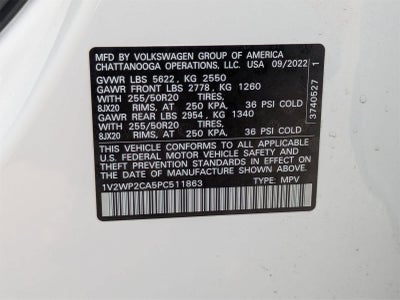 MFD BY VOLKSWAGEN GROUP OF AMERICA
CHATTANOOGA OPERATIONS, LLC. USA 09/2022
GVWR LBS 5622, KG 2550
GAWR FRONT LBS 2778, KG 1260
WITH 255/50R20 TIRES,
8JX20 RIMS, AT 250 KPA, 36 PSI COLD
GAWR REAR LBS 2954, KG 1340
WITH 255/50R20 TIRES,
8JX20 RIMS, AT 250 KPA, 36 PSI COLD
THIS VEHICLE CONFORMS TO ALL APPLICABLE
FEDERAL MOTOR VEHICLE SAFETY AND
THEFT PREVENTION STANDARDS IN EFFECT
ON THE DATE OF MANUFACTURE SHOWN ABOVE.
1V2WP2CA5PC511863 TYPE: MPV
3740527 1